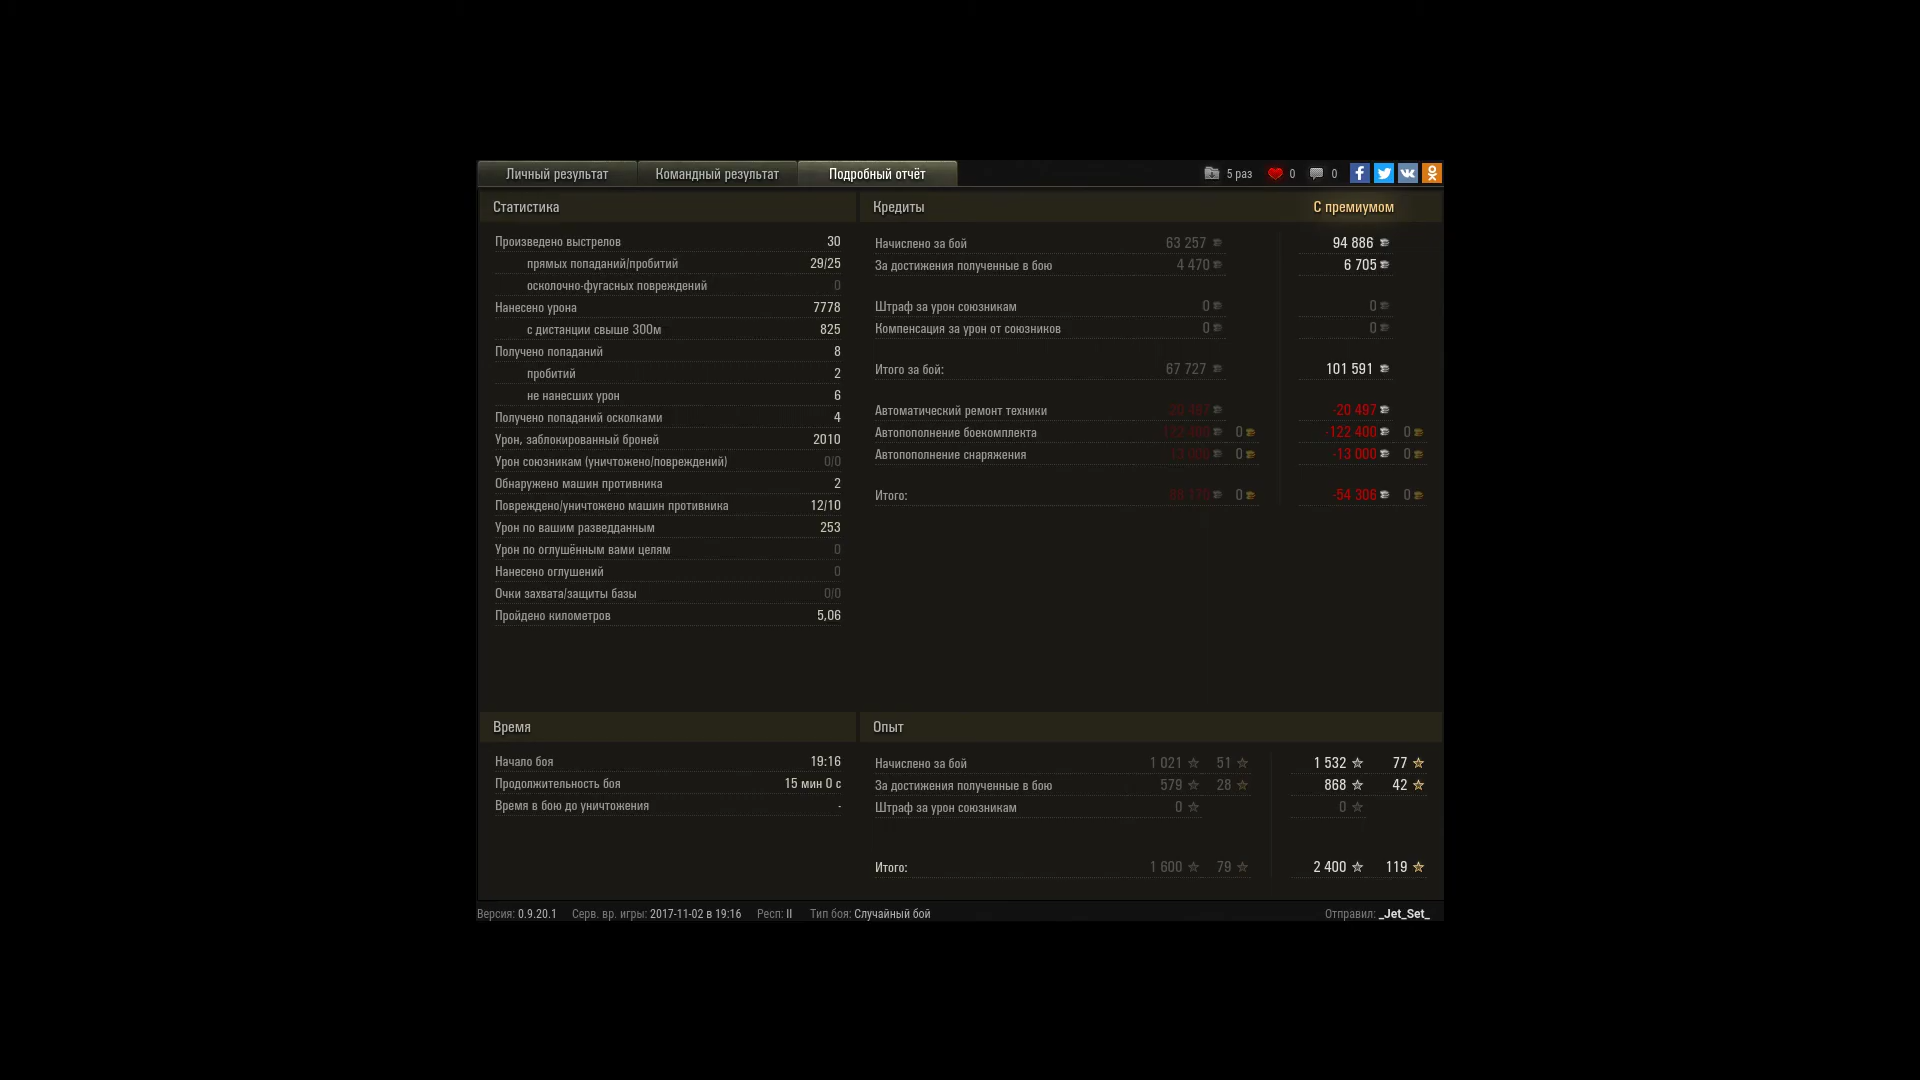 Личный результат Командный результат Подробный отчёт 5 раз 0 0
Статистика
Произведено выстрелов 30
прямых попаданий/пробитий 29/25
осколочно-фугасных повреждений 0
Нанесено урона 7778
с дистанции свыше 300м 825
Получено попаданий 8
пробитий 2
не нанесших урон 6
Получено попаданий осколками 4
Урон, заблокированный броней 2010
Урон союзникам (уничтожено/повреждений) 0/0
Обнаружено машин противника 2
Повреждено/уничтожено машин противника 12/10
Урон по вашим разведданным 253
Урон по оглушённым вами целям 0
Нанесено оглушений 0
Очки захвата/защиты базы 0/0
Пройдено километров 5,06
Кредиты С премиумом
Начислено за бой 63 257 94 886
За достижения полученные в бою 4 470 6 705
Штраф за урон союзникам 0 0
Компенсация за урон от союзников 0 0
Итого за бой: 67 727 101 591
Автоматический ремонт техники -20 497 -20 497
Автопополнение боекомплекта -122 400 0 -122 400 0
Автопополнение снаряжения -13 000 0 -13 000 0
Итого: 0 -54 306 0
Время
Начало боя 19:16
Продолжительность боя 15 мин 0 с
Время в бою до уничтожения -
Опыт
Начислено за бой 1 021 51 1 532 77
За достижения полученные в бою 579 28 868 42
Штраф за урон союзникам 0 0
Итого: 1 600 79 2 400 119
Версия: 0.9.20.1 Серв. вр. игры: 2017-11-02 в 19:16 Респ: II Тип боя: Случайный бой Отправил: _Jet_Set_